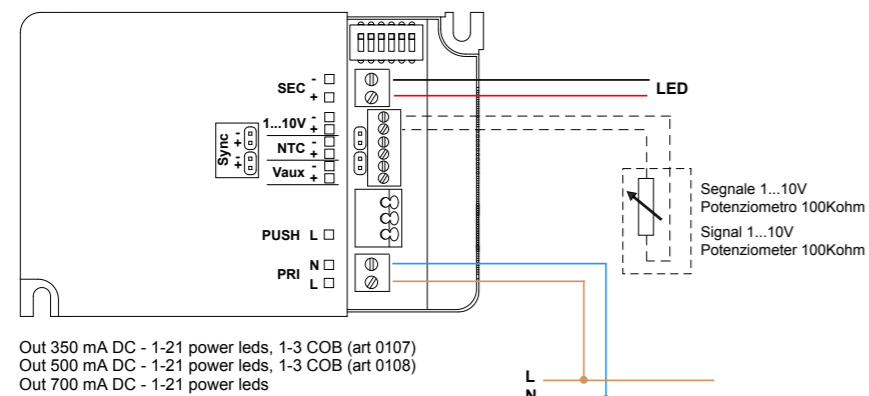 SEC -
+
LED
1...10V -
+
Sync
+ -
+ -
NTC -
+
Vaux -
+
Segnale 1...10V
Potenziometro 100Kohm
Signal 1...10V
Potenziometer 100Kohm
PUSH L
PRI N
L
Out 350 mA DC - 1-21 power leds, 1-3 COB (art 0107)
Out 500 mA DC - 1-21 power leds, 1-3 COB (art 0108)
Out 700 mA DC - 1-21 power leds
L
N